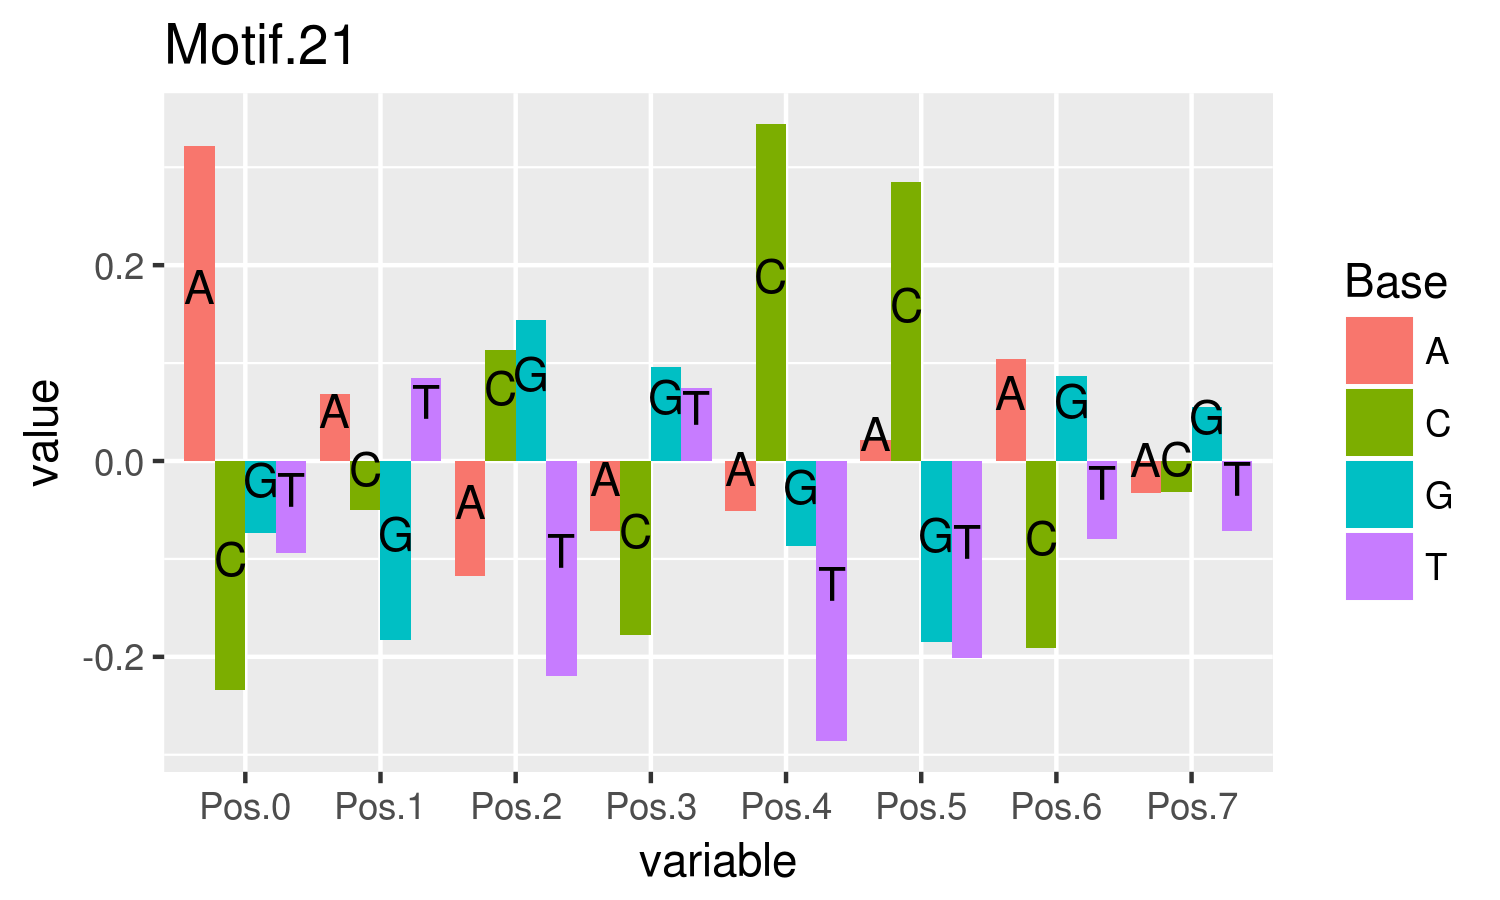 Motif.21
value
0.2
0.0
-0.2
A C G T
A C G T
A C G T
A C G T
A C G T
A C G T
A C G T
A C G T
Pos.0 Pos.1 Pos.2 Pos.3 Pos.4 Pos.5 Pos.6 Pos.7
variable
Base
A
C
G
T